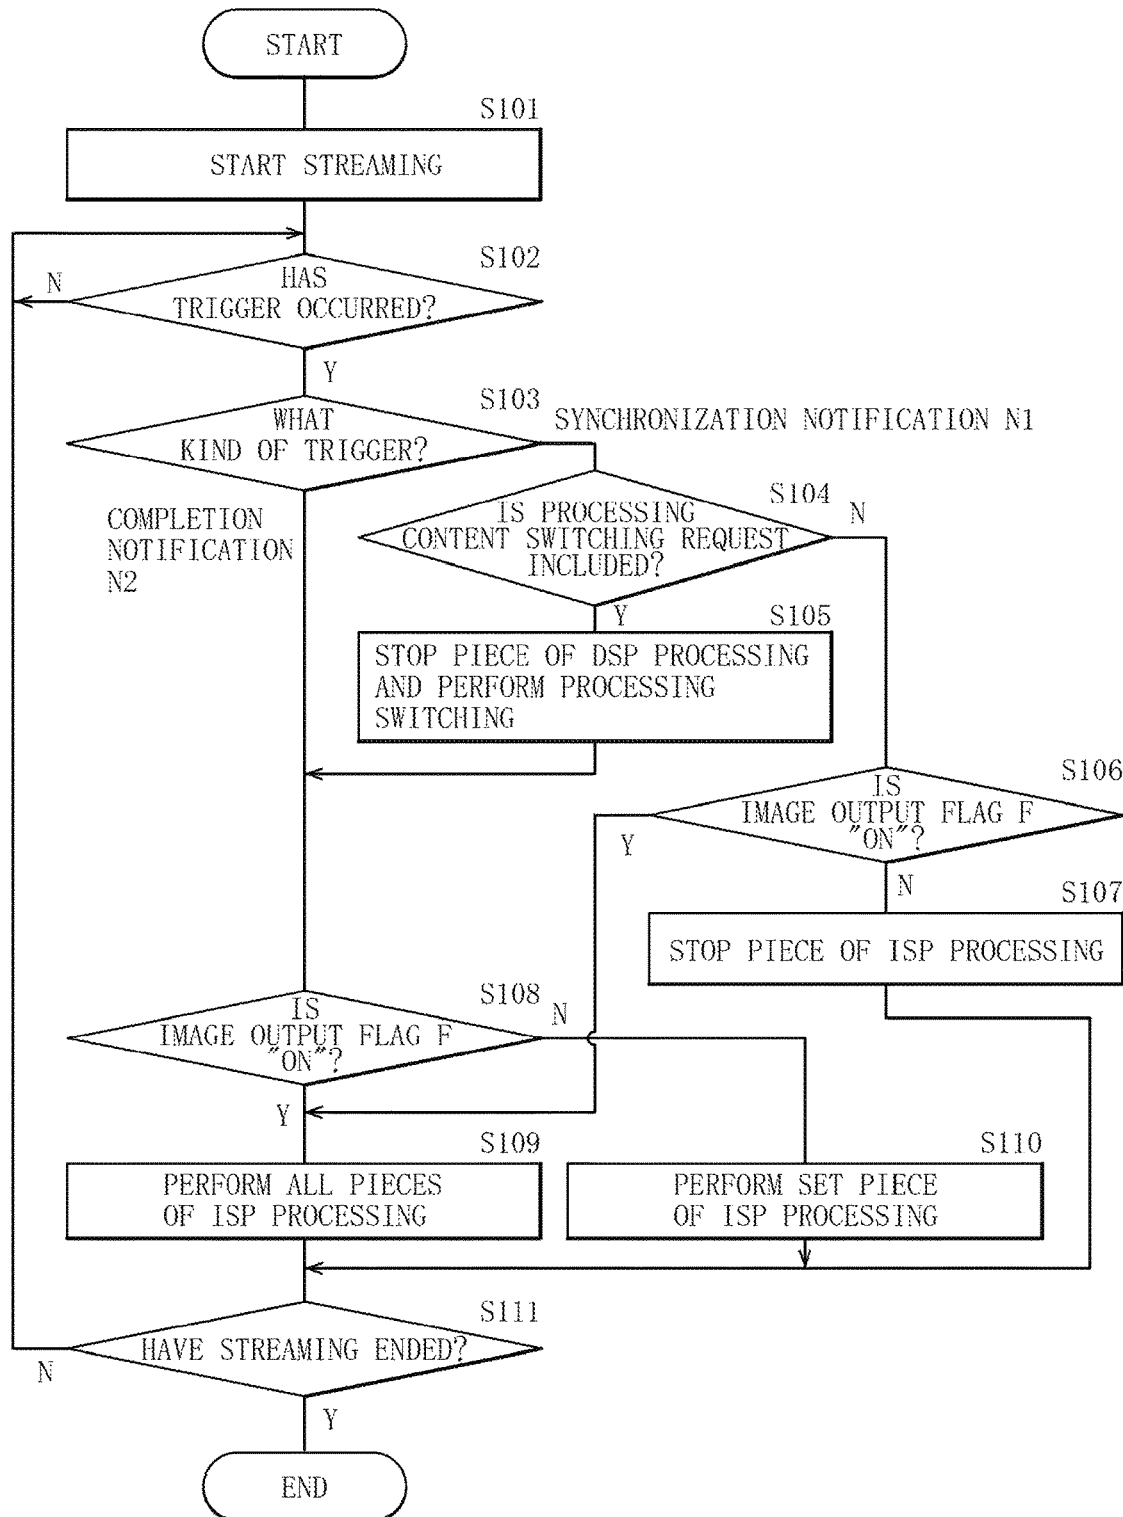 START
S101
START STREAMING
S102
N
HAS
TRIGGER OCCURRED?
Y
S103
WHAT
KIND OF TRIGGER?
SYNCHRONIZATION NOTIFICATION N1
COMPLETION
NOTIFICATION
N2
S104
IS PROCESSING
CONTENT SWITCHING REQUEST
INCLUDED?
N
Y
S105
STOP PIECE OF DSP PROCESSING
AND PERFORM PROCESSING
SWITCHING
S106
IS
IMAGE OUTPUT FLAG F
"ON"?
Y
N
S107
STOP PIECE OF ISP PROCESSING
S108
IS
IMAGE OUTPUT FLAG F
"ON"?
N
Y
S109
PERFORM ALL PIECES
OF ISP PROCESSING
S110
PERFORM SET PIECE
OF ISP PROCESSING
S111
HAVE STREAMING ENDED?
N
Y
END